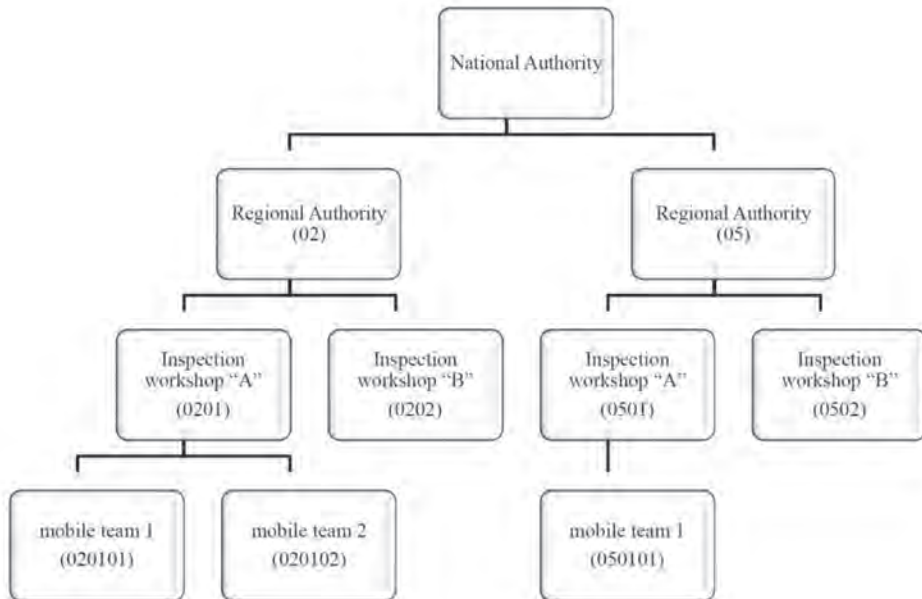 National Authority
Regional Authority
(02)
Regional Authority
(05)
Inspection
workshop “A”
(0201)
Inspection
workshop “B”
(0202)
Inspection
workshop “A”
(0501)
Inspection
workshop “B”
(0502)
mobile team 1
(020101)
mobile team 2
(020102)
mobile team 1
(050101)